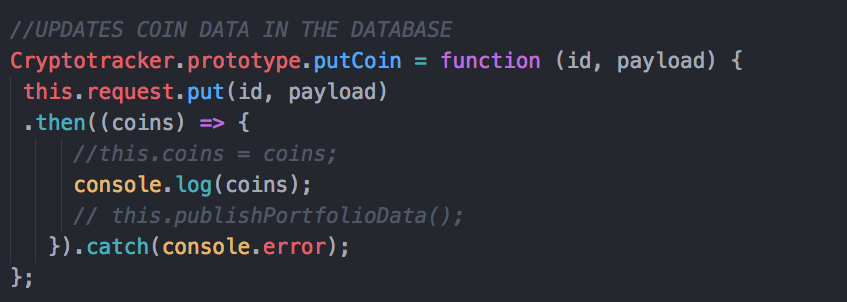 //UPDATES COIN DATA IN THE DATABASE
Cryptotracker.prototype.putCoin = function (id, payload) {
this.request.put(id, payload)
.then((coins) => {
//this.coins = coins;
console.log(coins);
// this.publishPortfolioData();
}).catch(console.error);
};